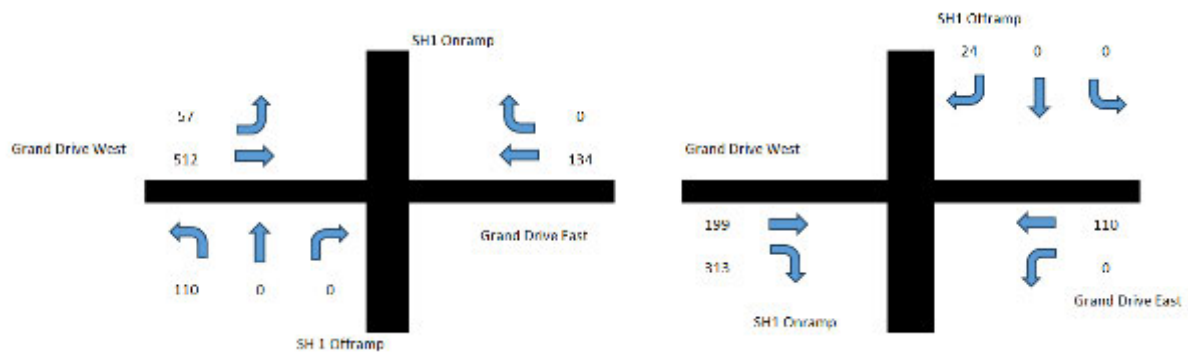 SH1 Onramp
57
0
Grand Drive West
512
134
Grand Drive East
110 0 0
SH 1 Offramp
SH1 Offramp
24 0 0
Grand Drive West
199
110
313
0
Grand Drive East
SH1 Onramp